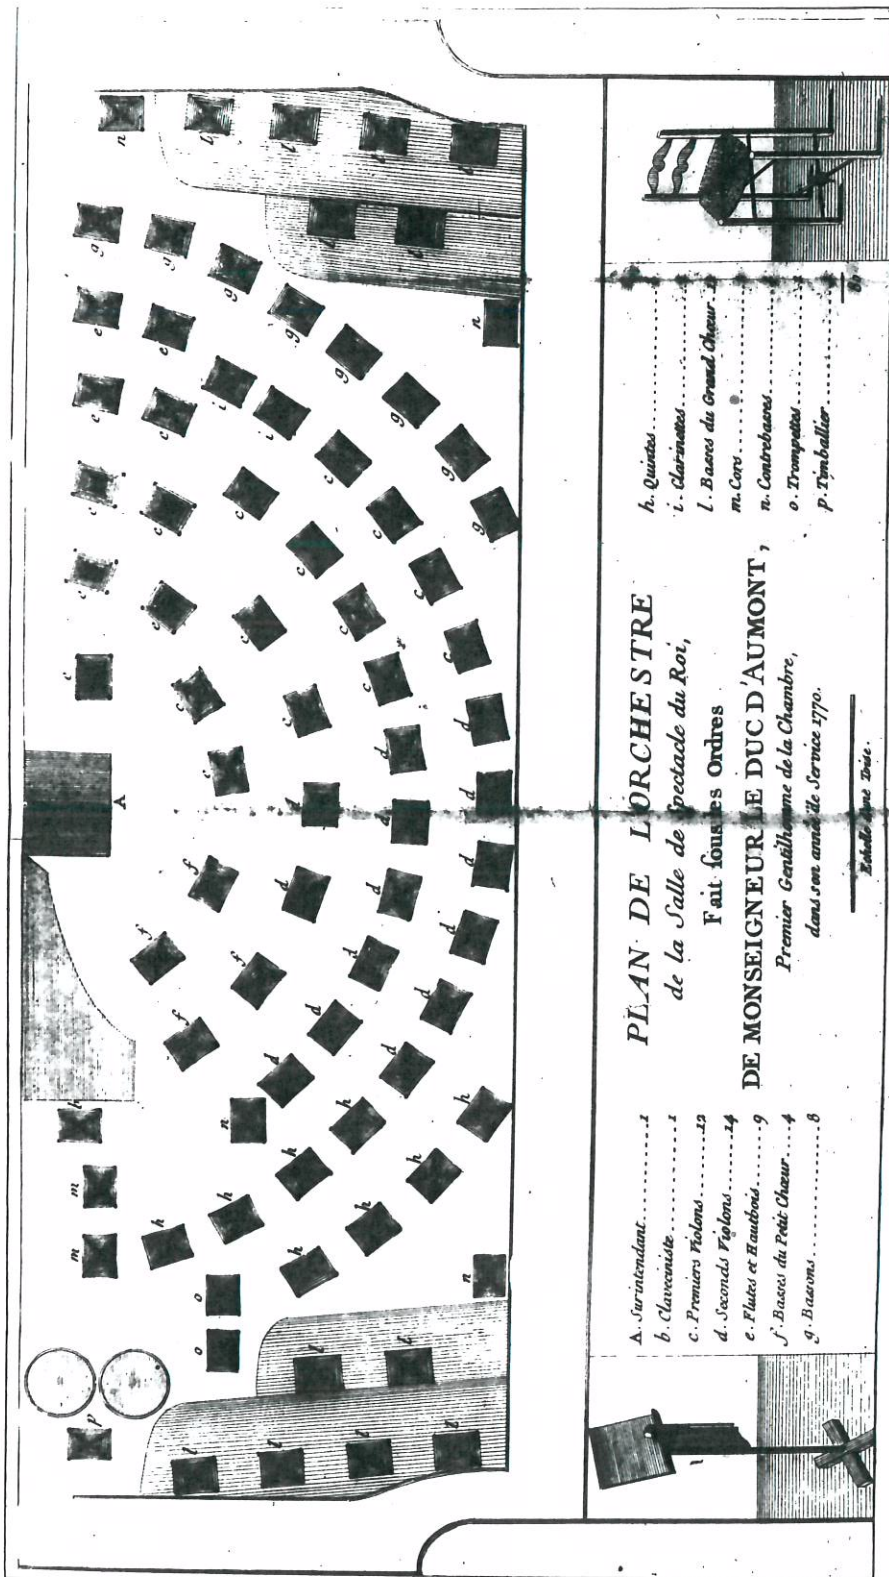 p m m b A c c c c e g n
o o h f f c c c c e g l
l h n f f c c c i g
l l h h d d d c c c i g l
l l h h d d d d c c c g l
l n h d d d d d c c g g n l
PLAN DE L'ORCHESTRE
de la Salle de Spectacle du Roi,
Fait sous les Ordres
DE MONSEIGNEUR LE DUC D'AUMONT,
Premier Gentilhomme de la Chambre,
dans son année de Service 1770.
Echelle d'une Toise.
A. Surintendant..........1
b. Claveciniste..........1
c. Premiers Violons.......12
d. Seconds Violons.......14
e. Flutes et Hautbois......9
f. Basses du Petit Chœur....4
g. Bassons...............8
h. Quintes..............
i. Clarinettes............
l. Basses du Grand Chœur.12
m. Cors................
n. Contrebasses..........
o. Trompettes...........
p. Timballier............
80